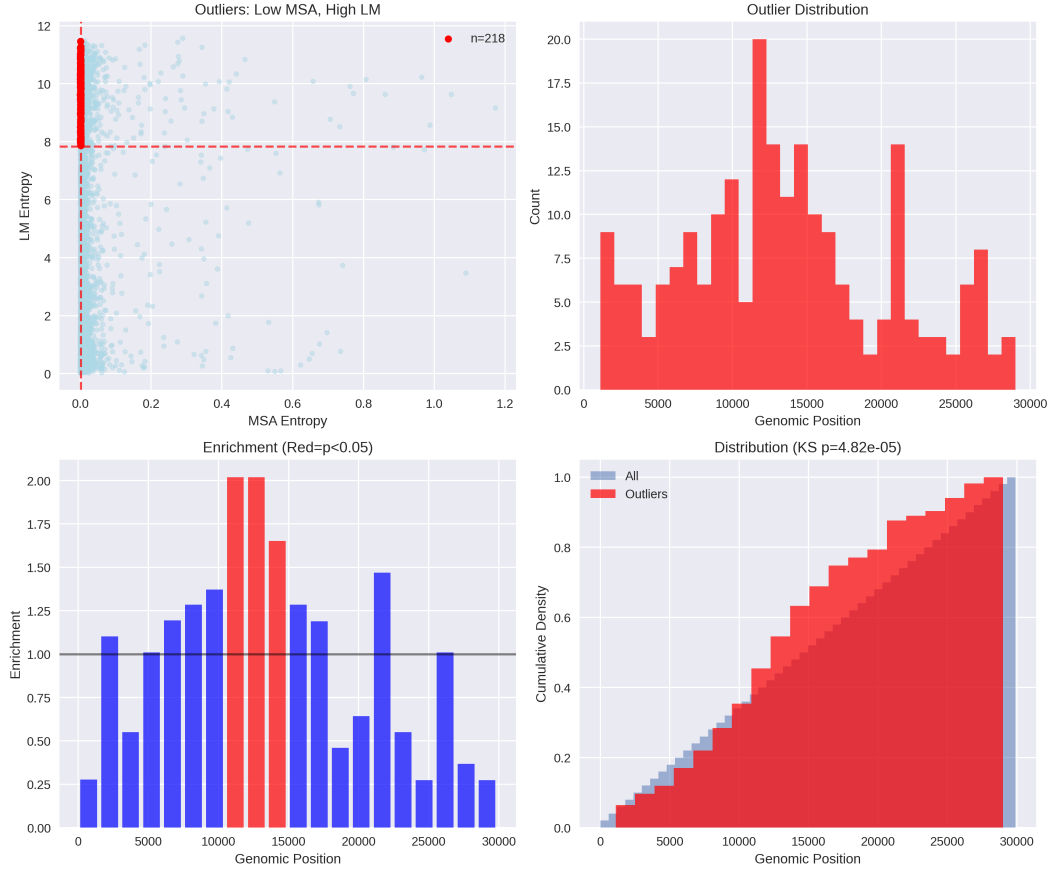 Outliers: Low MSA, High LM
n=218
LM Entropy
12
10
8
6
4
2
0
0.0 0.2 0.4 0.6 0.8 1.0 1.2
MSA Entropy
Outlier Distribution
Count
20.0
17.5
15.0
12.5
10.0
7.5
5.0
2.5
0.0
0 5000 10000 15000 20000 25000 30000
Genomic Position
Enrichment (Red=p<0.05)
Enrichment
2.00
1.75
1.50
1.25
1.00
0.75
0.50
0.25
0.00
0 5000 10000 15000 20000 25000 30000
Genomic Position
Distribution (KS p=4.82e-05)
All
Outliers
Cumulative Density
1.0
0.8
0.6
0.4
0.2
0.0
0 5000 10000 15000 20000 25000 30000
Genomic Position